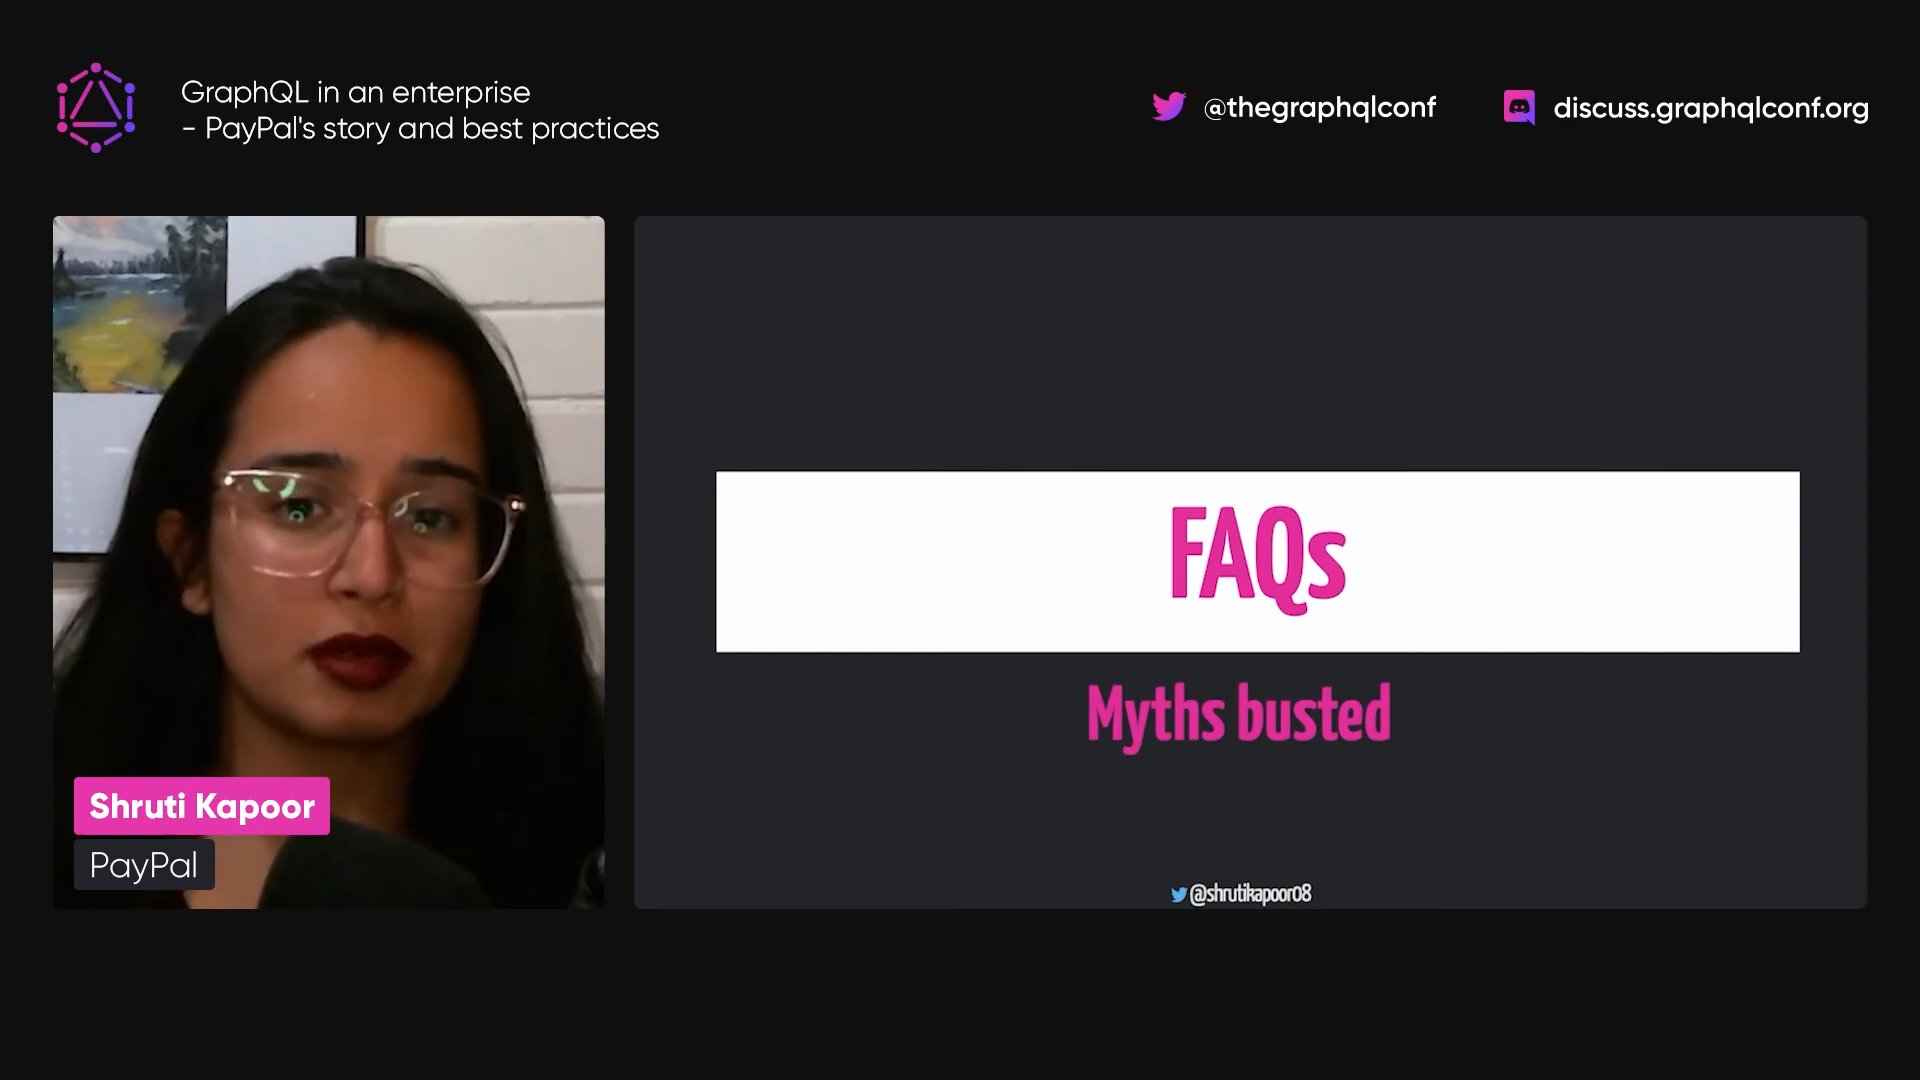 GraphQL in an enterprise
- PayPal's story and best practices
@thegraphqlconf
discuss.graphqlconf.org
Shruti Kapoor
PayPal
FAQs
Myths busted
@shrutikapoor08